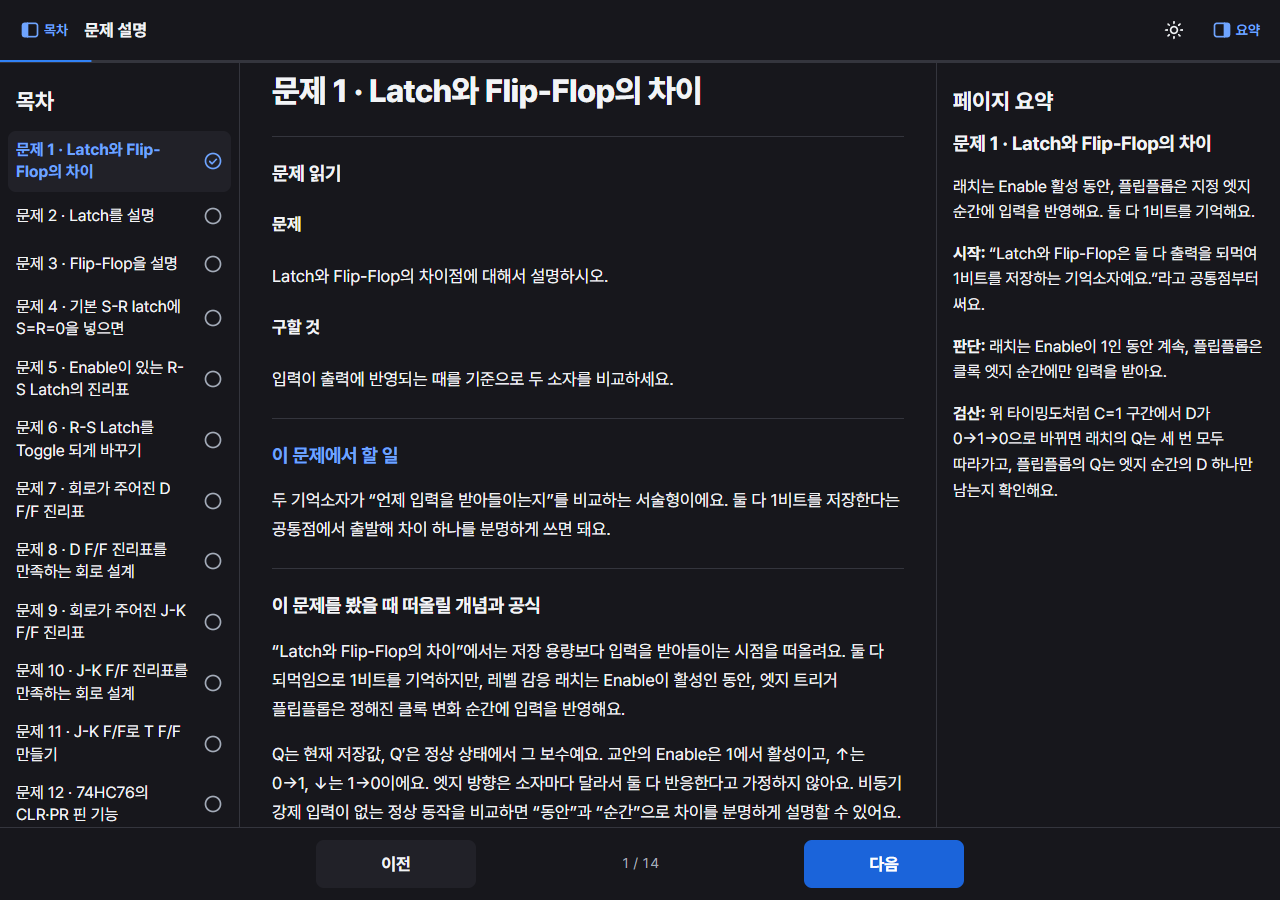 목차
문제 설명
요약
목차
문제 1 · Latch와 Flip-
Flop의 차이
문제 2 · Latch를 설명
문제 3 · Flip-Flop을 설명
문제 4 · 기본 S-R latch에
S=R=0을 넣으면
문제 5 · Enable이 있는 R-
S Latch의 진리표
문제 6 · R-S Latch를
Toggle 되게 바꾸기
문제 7 · 회로가 주어진 D
F/F 진리표
문제 8 · D F/F 진리표를
만족하는 회로 설계
문제 9 · 회로가 주어진 J-K
F/F 진리표
문제 10 · J-K F/F 진리표를
만족하는 회로 설계
문제 11 · J-K F/F로 T F/F
만들기
문제 12 · 74HC76의
CLR·PR 핀 기능
문제 1 · Latch와 Flip-Flop의 차이
문제 읽기
문제
Latch와 Flip-Flop의 차이점에 대해서 설명하시오.
구할 것
입력이 출력에 반영되는 때를 기준으로 두 소자를 비교하세요.
이 문제에서 할 일
두 기억소자가 “언제 입력을 받아들이는지”를 비교하는 서술형이에요. 둘 다 1비트를 저장한다는
공통점에서 출발해 차이 하나를 분명하게 쓰면 돼요.
이 문제를 봤을 때 떠올릴 개념과 공식
“Latch와 Flip-Flop의 차이”에서는 저장 용량보다 입력을 받아들이는 시점을 떠올려요. 둘 다
되먹임으로 1비트를 기억하지만, 레벨 감응 래치는 Enable이 활성인 동안, 엣지 트리거
플립플롭은 정해진 클록 변화 순간에 입력을 반영해요.
Q는 현재 저장값, Q′은 정상 상태에서 그 보수예요. 교안의 Enable은 1에서 활성이고, ↑는
0→1, ↓는 1→0이에요. 엣지 방향은 소자마다 달라서 둘 다 반응한다고 가정하지 않아요. 비동기
강제 입력이 없는 정상 동작을 비교하면 “동안”과 “순간”으로 차이를 분명하게 설명할 수 있어요.
페이지 요약
문제 1 · Latch와 Flip-Flop의 차이
래치는 Enable 활성 동안, 플립플롭은 지정 엣지
순간에 입력을 반영해요. 둘 다 1비트를 기억해요.
시작: “Latch와 Flip-Flop은 둘 다 출력을 되먹여
1비트를 저장하는 기억소자예요.”라고 공통점부터
써요.
판단: 래치는 Enable이 1인 동안 계속, 플립플롭은
클록 엣지 순간에만 입력을 받아요.
검산: 위 타이밍도처럼 C=1 구간에서 D가
0→1→0으로 바뀌면 래치의 Q는 세 번 모두
따라가고, 플립플롭의 Q는 엣지 순간의 D 하나만
남는지 확인해요.
이전
1 / 14
다음